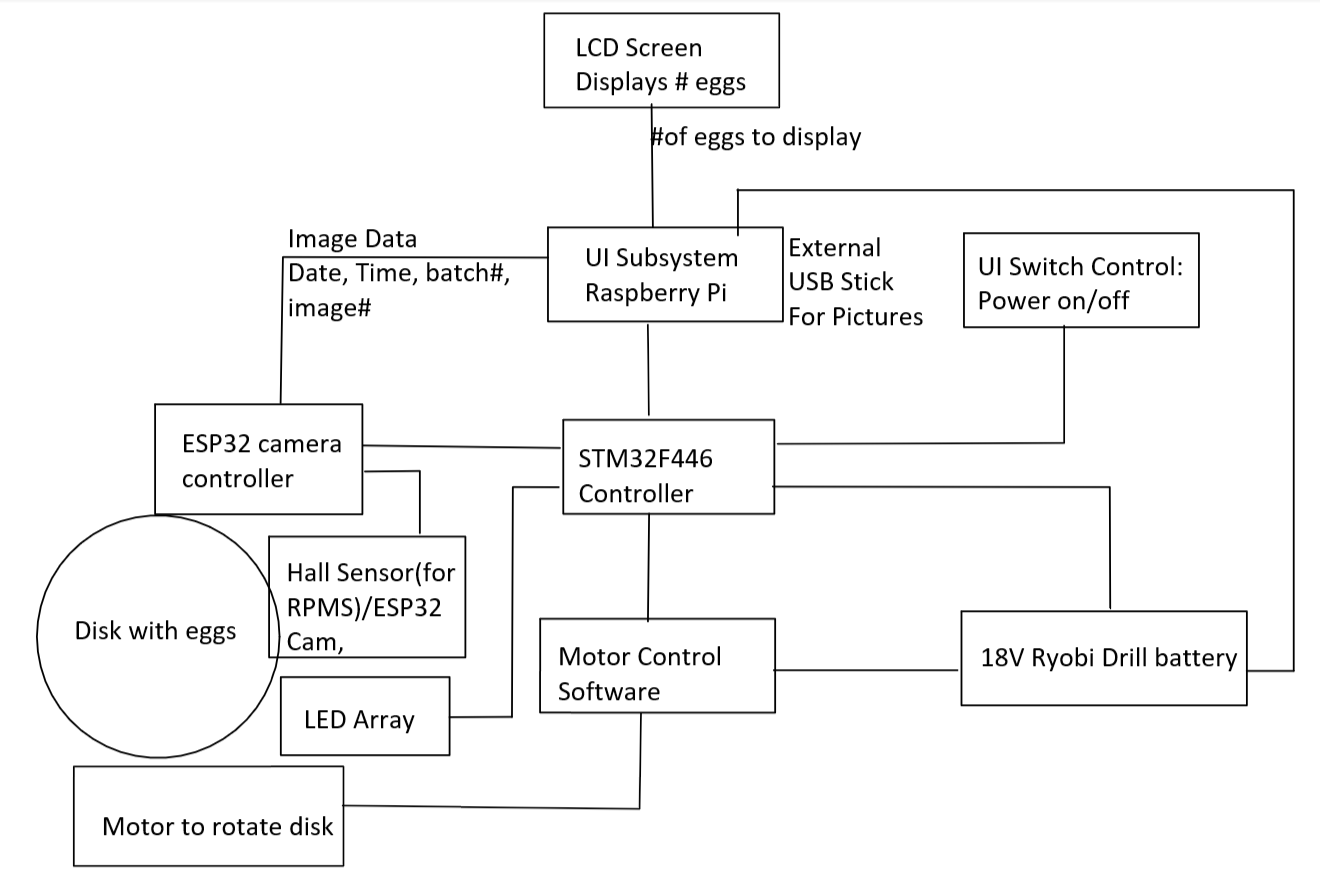 LCD Screen
Displays # eggs
#of eggs to display
Image Data
Date, Time, batch#,
image#
UI Subsystem
Raspberry Pi
External
USB Stick
For Pictures
UI Switch Control:
Power on/off
ESP32 camera
controller
STM32F446
Controller
Hall Sensor(for
RPMS)/ESP32
Cam,
Disk with eggs
Motor Control
Software
18V Ryobi Drill battery
LED Array
Motor to rotate disk